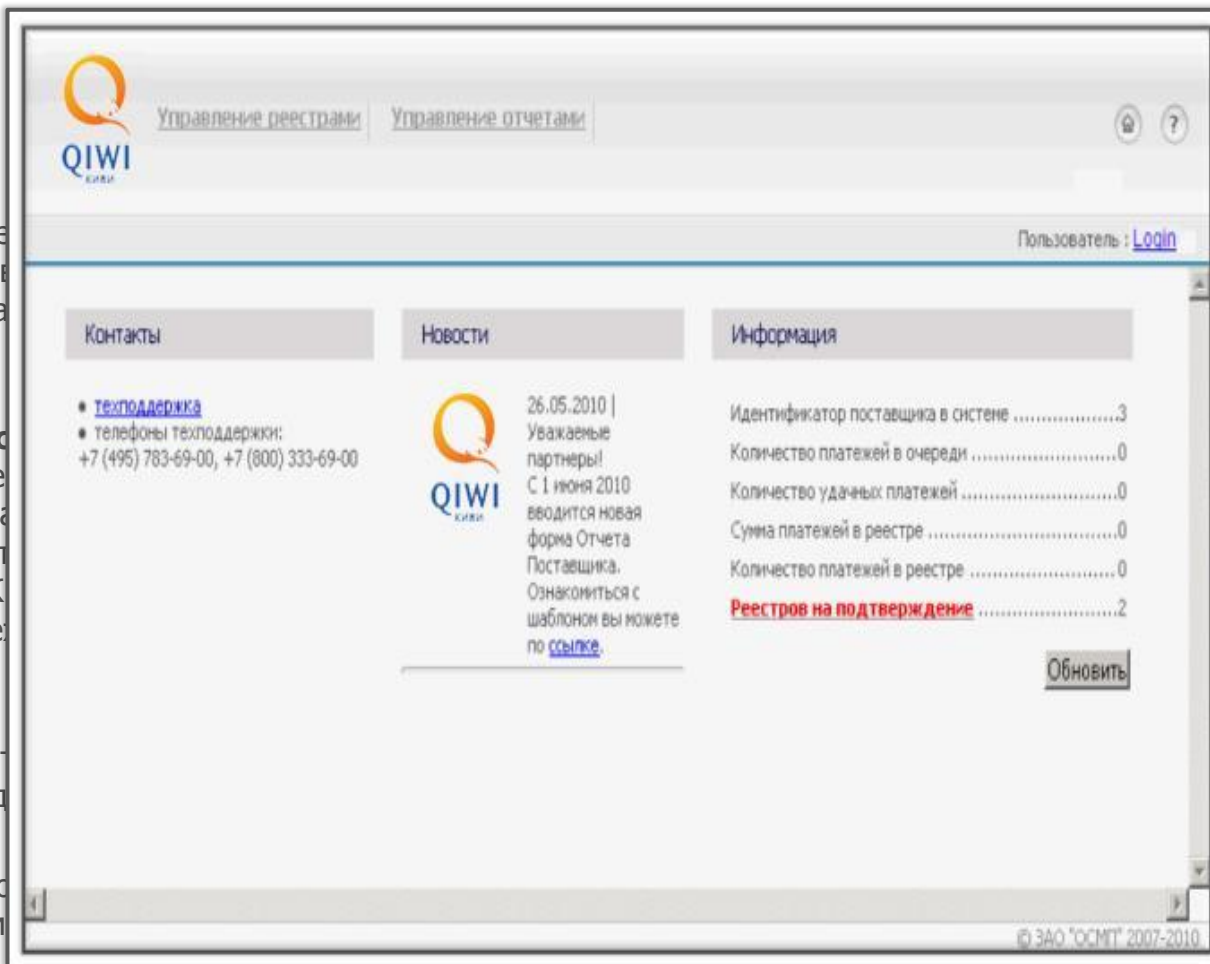 Управление реестрами
Управление отчетами
?
QIWI
киви
Пользователь : Login
Контакты
• техподдержка
• телефоны техподдержки:
+7 (495) 783-69-00, +7 (800) 333-69-00
Новости
QIWI
киви
26.05.2010 |
Уважаемые
партнеры!
С 1 июня 2010
вводится новая
форма Отчета
Поставщика.
Ознакомиться с
шаблоном вы можете
по ссылке.
Информация
Идентификатор поставщика в системе ...................3
Количество платежей в очереди ..........................0
Количество удачных платежей ............................0
Сумма платежей в реестре ..................................0
Количество платежей в реестре ..........................0
Реестров на подтверждение .........................2
Обновить
© ЗАО "ОСМП" 2007-2010